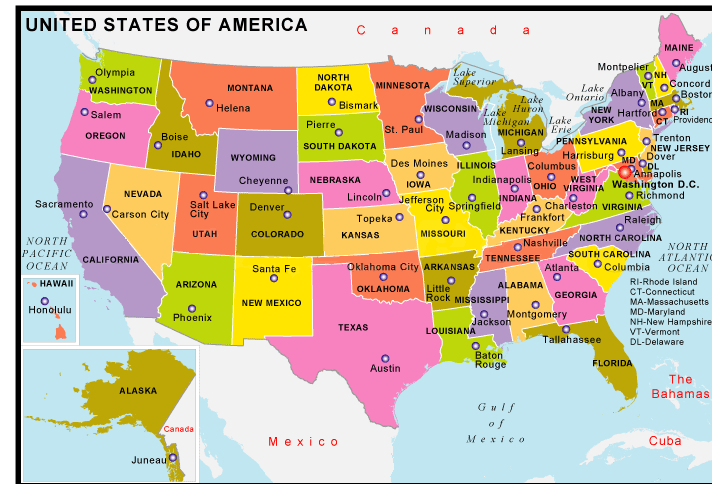 UNITED STATES OF AMERICA
Canada
Olympia
WASHINGTON
Salem
OREGON
Boise
IDAHO
MONTANA
Helena
NORTH
DAKOTA
Bismark
Pierre
SOUTH DAKOTA
MINNESOTA
St. Paul
WISCONSIN
Madison
Lake
Superior
Lake
Huron
Lake
Michigan
MICHIGAN
Lansing
Lake
Ontario
Lake
Erie
MAINE
August
Montpelier
NH
VT
Concord
Albany
MA
Boston
NEW
YORK
Hartford
CT
RI
Providenc
WYOMING
Cheyenne
NEBRASKA
Lincoln
Des Moines
IOWA
ILLINOIS
Springfield
Indianapolis
INDIANA
Columbus
OHIO
PENNSYLVANIA
Harrisburg
Trenton
NEW JERSEY
MD
Dover
DL
Annapolis
Washington D.C.
WEST
VIRGINIA
Charleston
Richmond
VIRGINIA
Sacramento
Carson City
NEVADA
CALIFORNIA
Salt Lake
City
UTAH
Denver
COLORADO
Topeka
KANSAS
Jefferson
City
MISSOURI
Frankfort
KENTUCKY
Nashville
TENNESSEE
Raleigh
NORTH CAROLINA
SOUTH CAROLINA
Columbia
NORTH
PACIFIC
OCEAN
NORTH
ATLANTIC
OCEAN
ARIZONA
Phoenix
Santa Fe
NEW MEXICO
Oklahoma City
OKLAHOMA
ARKANSAS
Little
Rock
MISSISSIPPI
Jackson
ALABAMA
Montgomery
Atlanta
GEORGIA
TEXAS
Austin
LOUISIANA
Baton
Rouge
Tallahassee
FLORIDA
HAWAII
Honolulu
RI-Rhode Island
CT-Connecticut
MA-Massachusetts
MD-Maryland
NH-New Hampshire
VT-Vermont
DL-Delaware
ALASKA
Canada
Juneau
Mexico
Gulf
of
Mexico
The
Bahamas
Cuba